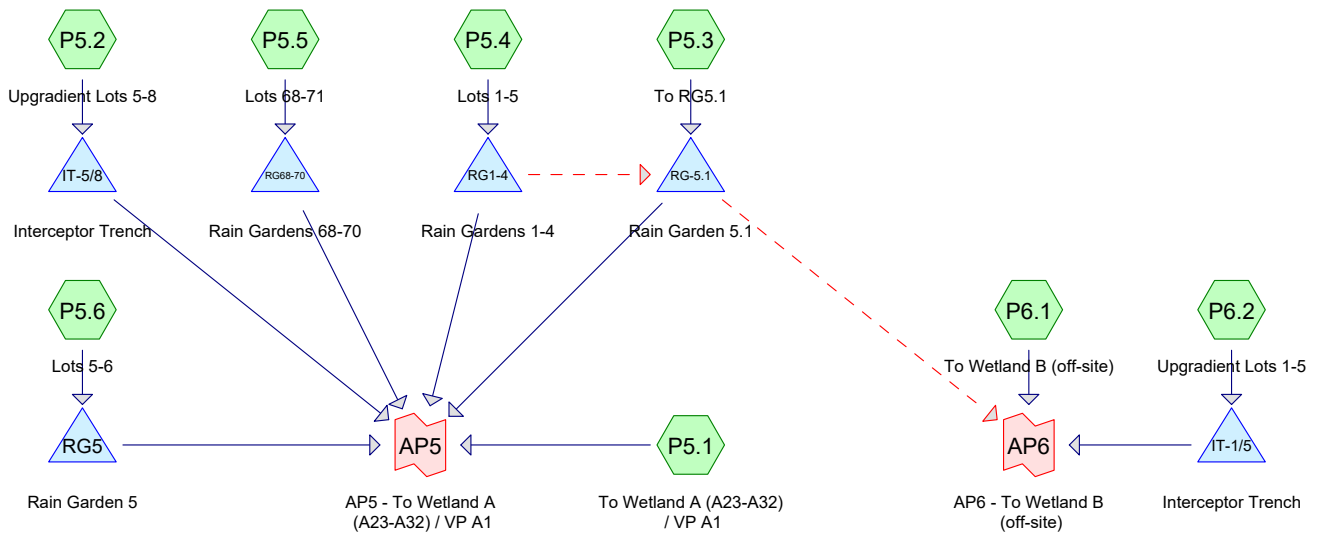 P5.2
P5.5
P5.4
P5.3
Upgradient Lots 5-8
Lots 68-71
Lots 1-5
To RG5.1
IT-5/8
RG68-70
RG1-4
RG-5.1
Interceptor Trench
Rain Gardens 68-70
Rain Gardens 1-4
Rain Garden 5.1
P5.6
P6.1
P6.2
Lots 5-6
To Wetland B (off-site)
Upgradient Lots 1-5
RG5
AP5
P5.1
AP6
IT-1/5
Rain Garden 5
AP5 - To Wetland A
(A23-A32) / VP A1
To Wetland A (A23-A32)
/ VP A1
AP6 - To Wetland B
(off-site)
Interceptor Trench